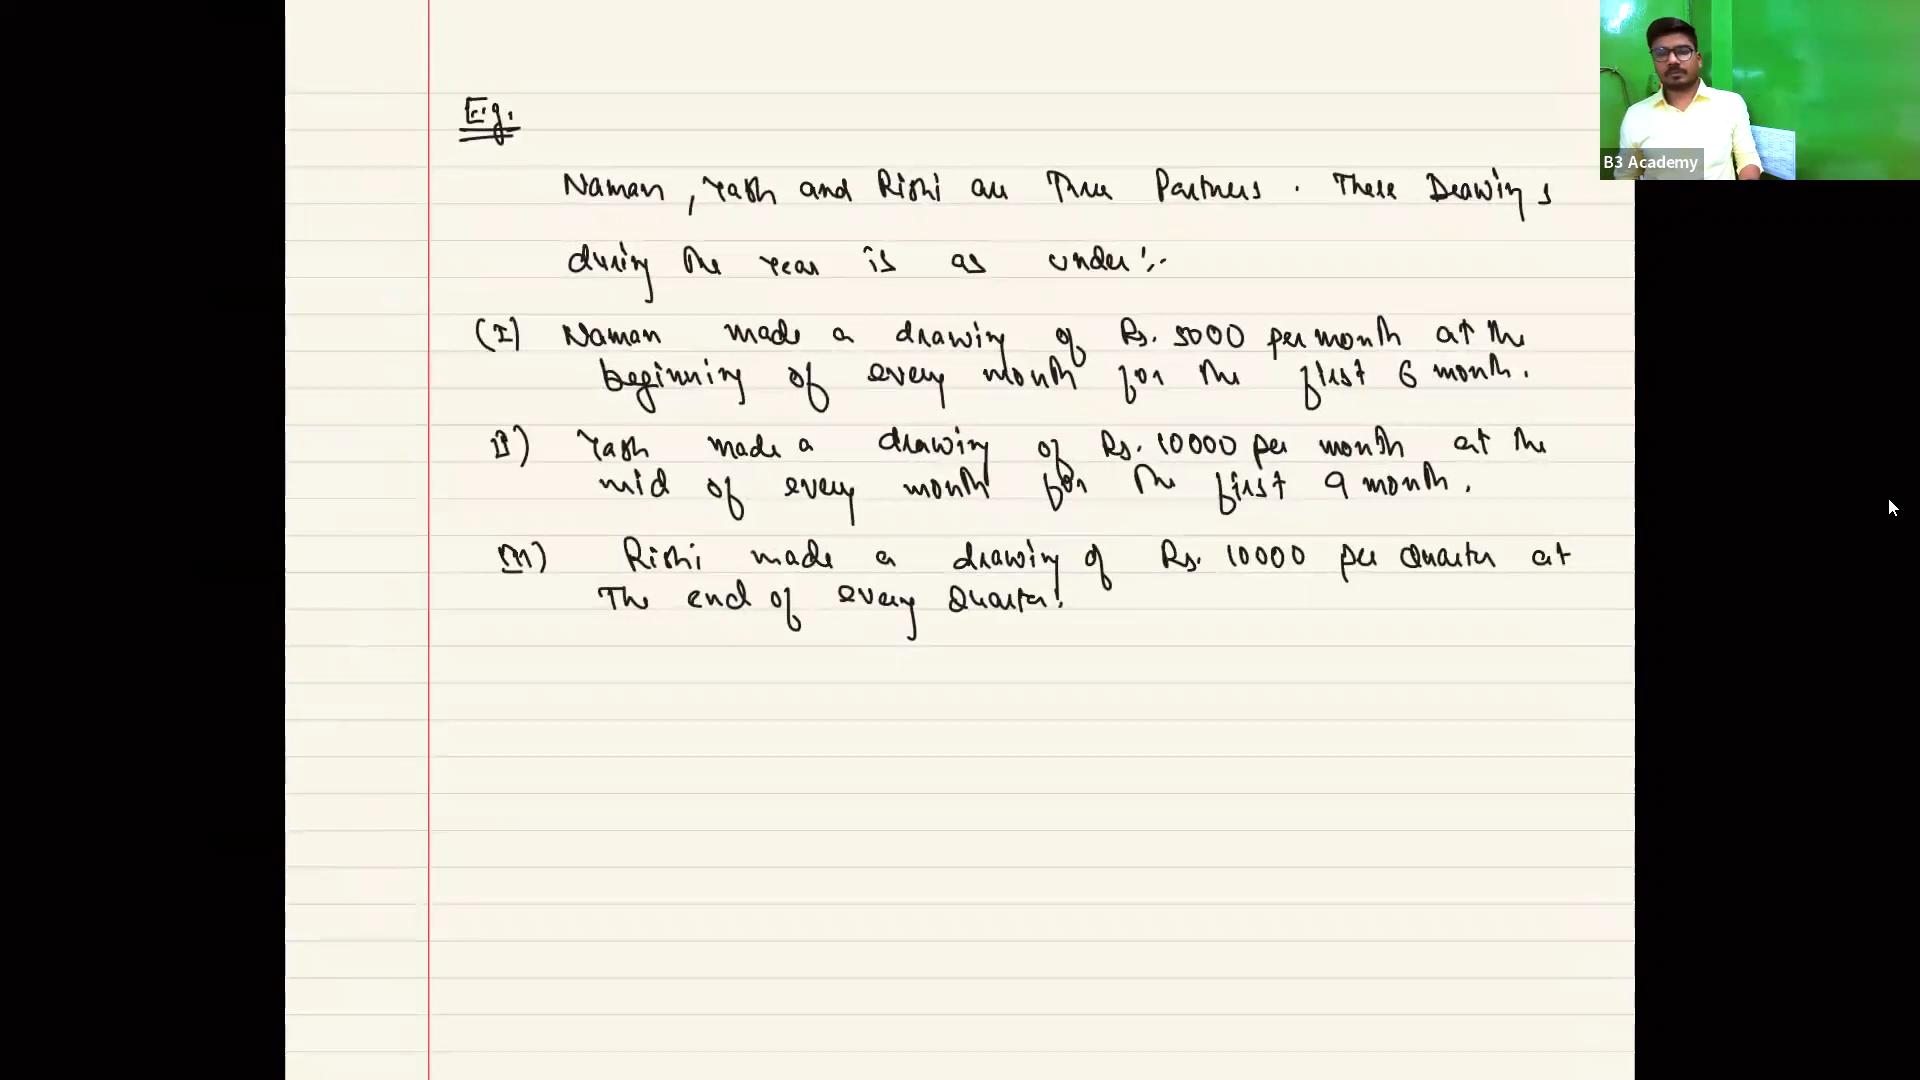 E.g.
Naman, Yash and Rishi are Three Partners. There Drawings
during the year is as under:-
(I) Naman made a drawing of Rs. 5000 per month at the
beginning of every month for the first 6 month.
II) Yash made a drawing of Rs. 10000 per month at the
mid of every month for the first 9 month.
III) Rishi made a drawing of Rs. 10000 per Quarter at
The end of every Quarter.
B3 Academy